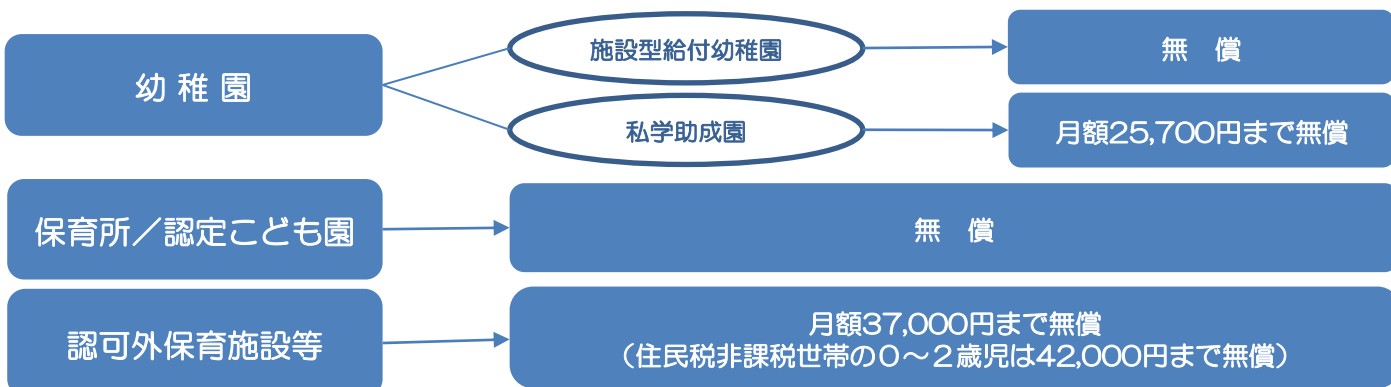 幼 稚 園
施設型給付幼稚園
無　償
私学助成園
月額25,700円まで無償
保育所／認定こども園
無　償
認可外保育施設等
月額37,000円まで無償
（住民税非課税世帯の０～２歳児は42,000円まで無償）